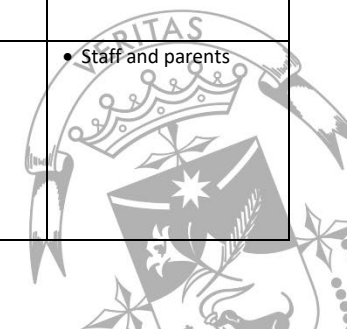 VERITAS
• Staff and parents